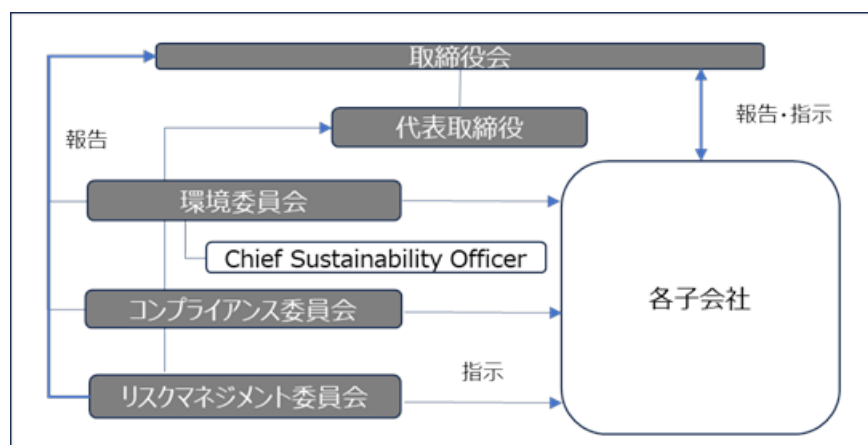 取締役会
報告・指示
代表取締役
報告
環境委員会
Chief Sustainability Officer
各子会社
コンプライアンス委員会
指示
リスクマネジメント委員会